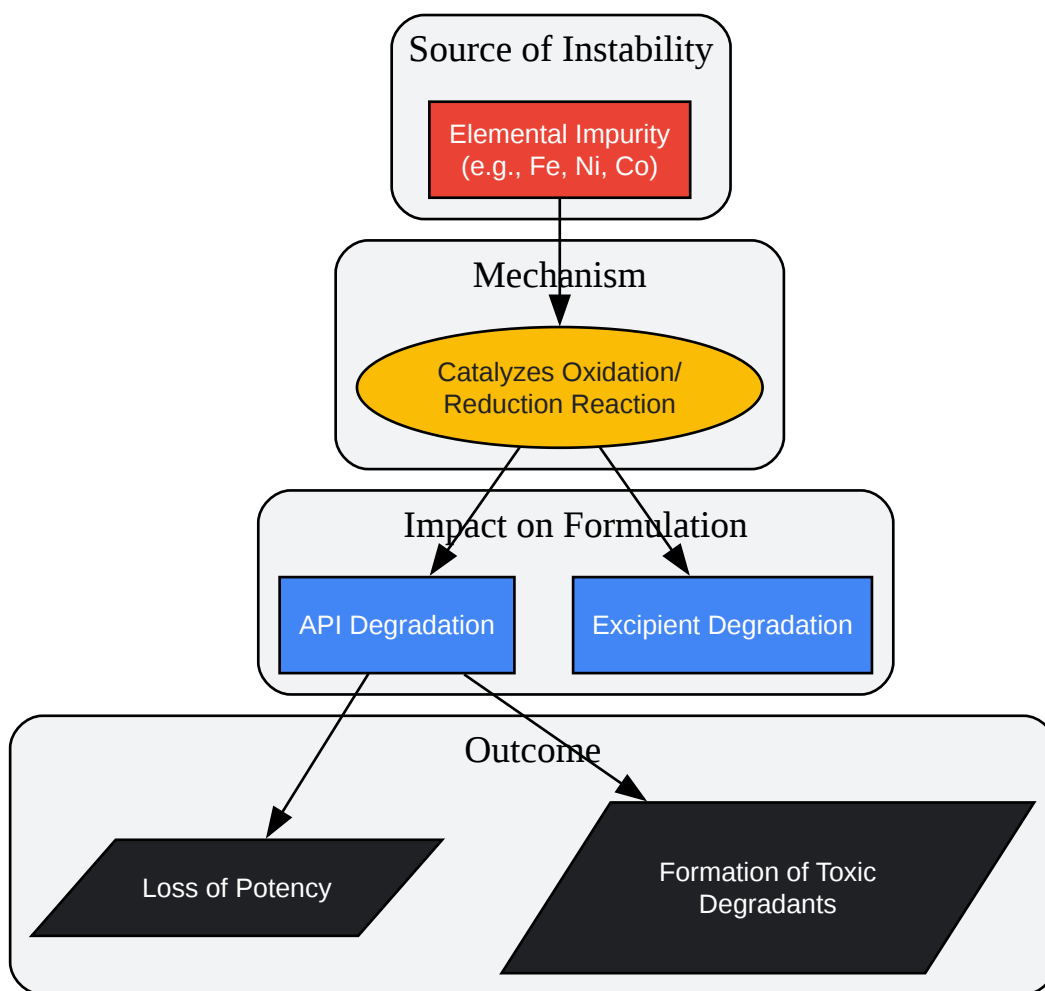 Source of Instability
Elemental Impurity
(e.g., Fe, Ni, Co)
Mechanism
Catalyzes Oxidation/
Reduction Reaction
Impact on Formulation
API Degradation
Excipient Degradation
Outcome
Loss of Potency
Formation of Toxic
Degradants